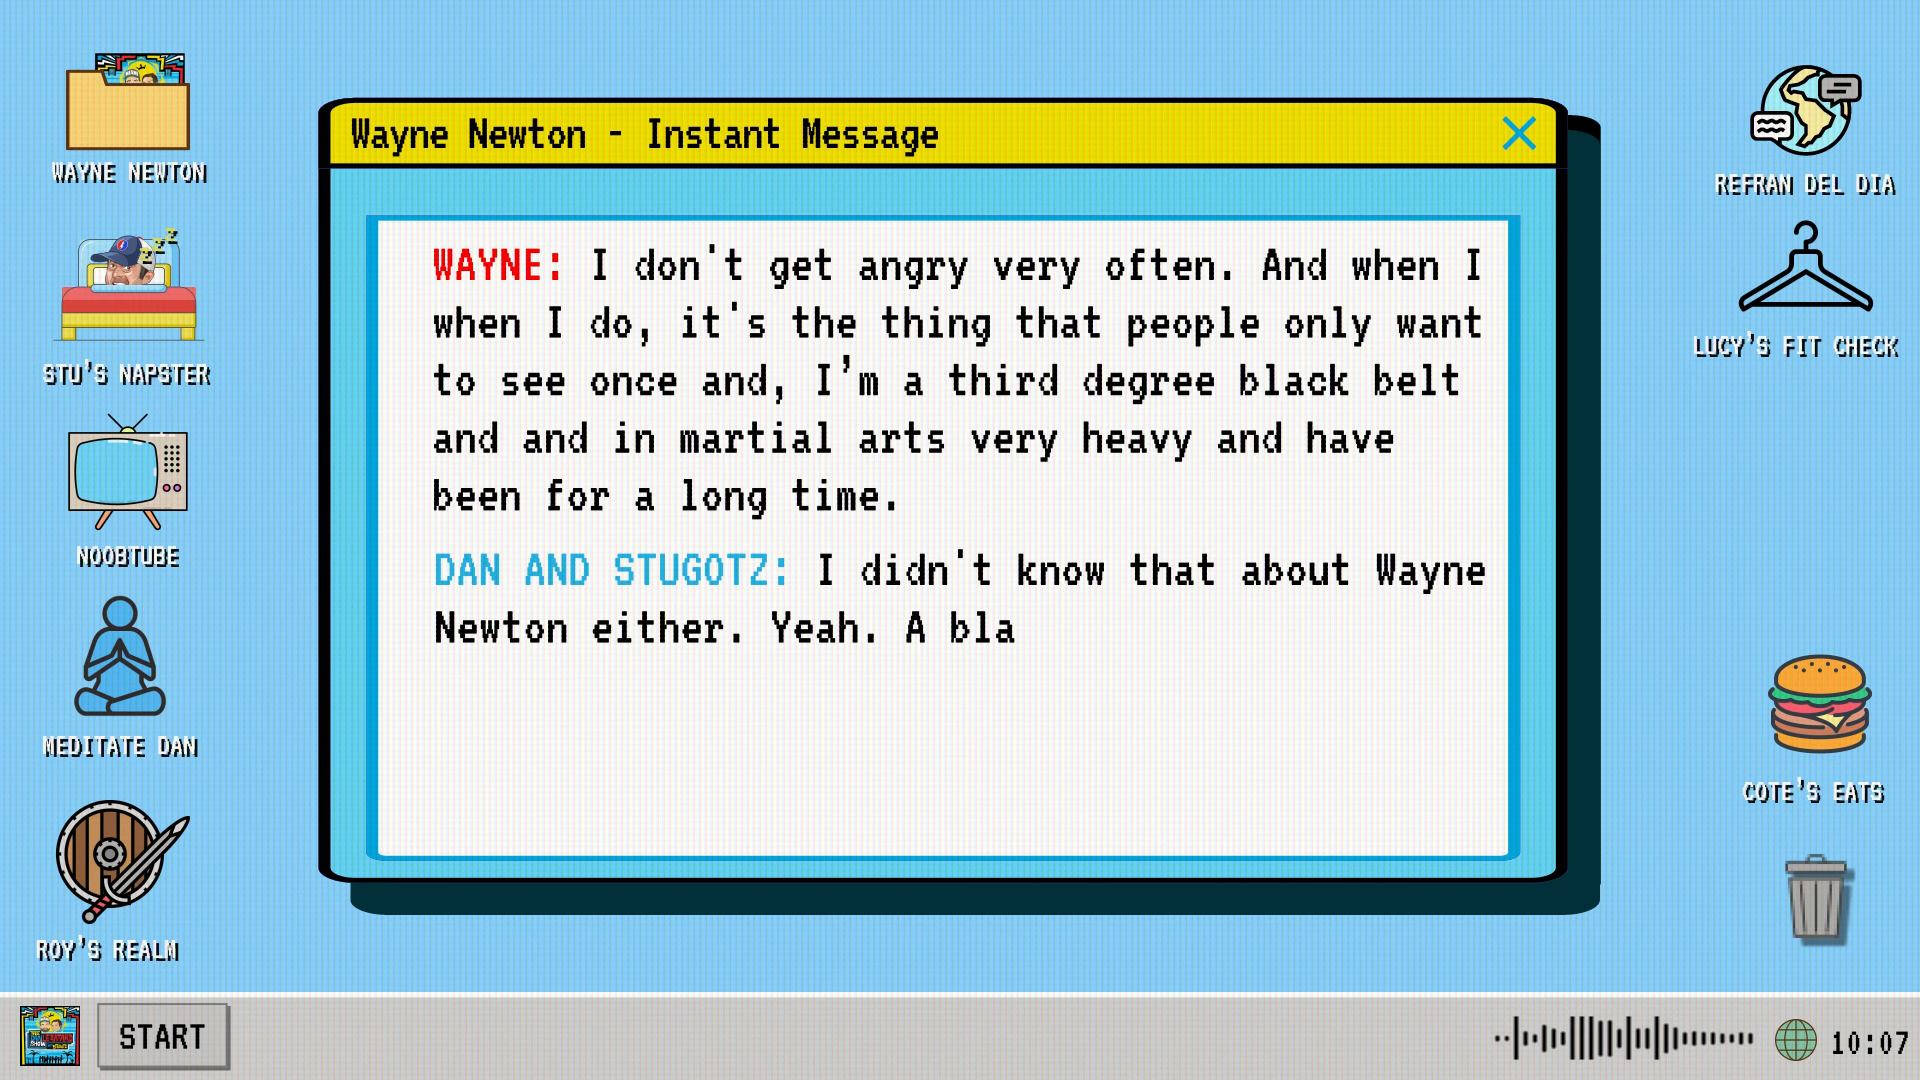 WAYNE NEWTON
STU'S NAPSTER
NOOBTUBE
MEDITATE DAN
ROY'S REALM
Wayne Newton - Instant Message
WAYNE: I don't get angry very often. And when I
when I do, it's the thing that people only want
to see once and, I'm a third degree black belt
and and in martial arts very heavy and have
been for a long time.
DAN AND STUGOTZ: I didn't know that about Wayne
Newton either. Yeah. A bla
REFRAN DEL DIA
LUCY'S FIT CHECK
COTE'S EATS
START
10:07